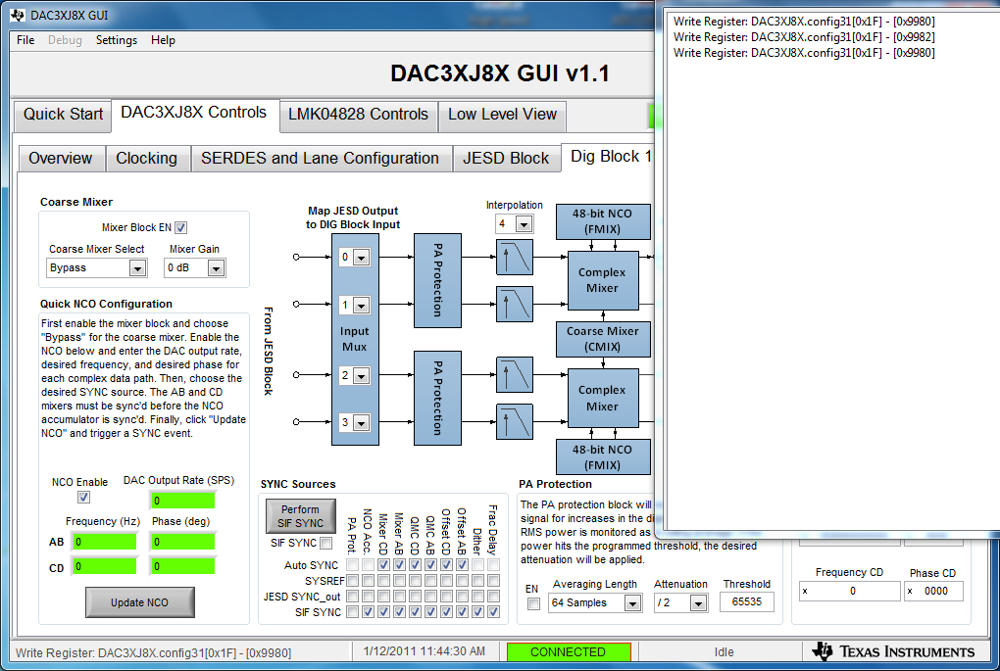 DAC3XJ8X GUI
File Debug Settings Help
DAC3XJ8X GUI v1.1
Quick Start DAC3XJ8X Controls LMK04828 Controls Low Level View
Overview Clocking SERDES and Lane Configuration JESD Block Dig Block 1
Write Register: DAC3XJ8X.config31[0x1F] - [0x9980]
Write Register: DAC3XJ8X.config31[0x1F] - [0x9982]
Write Register: DAC3XJ8X.config31[0x1F] - [0x9980]
Coarse Mixer
Mixer Block EN
Coarse Mixer Select Mixer Gain
Bypass 0 dB
Quick NCO Configuration
First enable the mixer block and choose
"Bypass" for the coarse mixer. Enable the
NCO below and enter the DAC output rate,
desired frequency, and desired phase for
each complex data path. Then, choose the
desired SYNC source. The AB and CD
mixers must be sync'd before the NCO
accumulator is sync'd. Finally, click "Update
NCO" and trigger a SYNC event.
NCO Enable DAC Output Rate (SPS)
0
Frequency (Hz) Phase (deg)
AB 0 0
CD 0 0
Update NCO
Map JESD Output
to DIG Block Input
From JESD Block
0
1
Input
Mux
2
3
PA Protection
PA Protection
Interpolation
4
48-bit NCO
(FMIX)
Complex
Mixer
Coarse Mixer
(CMIX)
Complex
Mixer
48-bit NCO
(FMIX)
SYNC Sources
Perform
SIF SYNC
SIF SYNC
PA Prot.
NCO Acc.
Mixer CD
Mixer AB
QMC CD
QMC AB
Offset CD
Offset AB
Dither
Frac Delay
Auto SYNC
SYSREF
JESD SYNC_out
SIF SYNC
PA Protection
The PA protection block will
signal for increases in the di
RMS power is monitored as
power hits the programmed threshold, the desired
attenuation will be applied.
EN Averaging Length Attenuation Threshold
64 Samples / 2 65535
Frequency CD Phase CD
x 0 x 0000
Write Register: DAC3XJ8X.config31[0x1F] - [0x9980] 1/12/2011 11:44:30 AM CONNECTED Idle TEXAS INSTRUMENTS